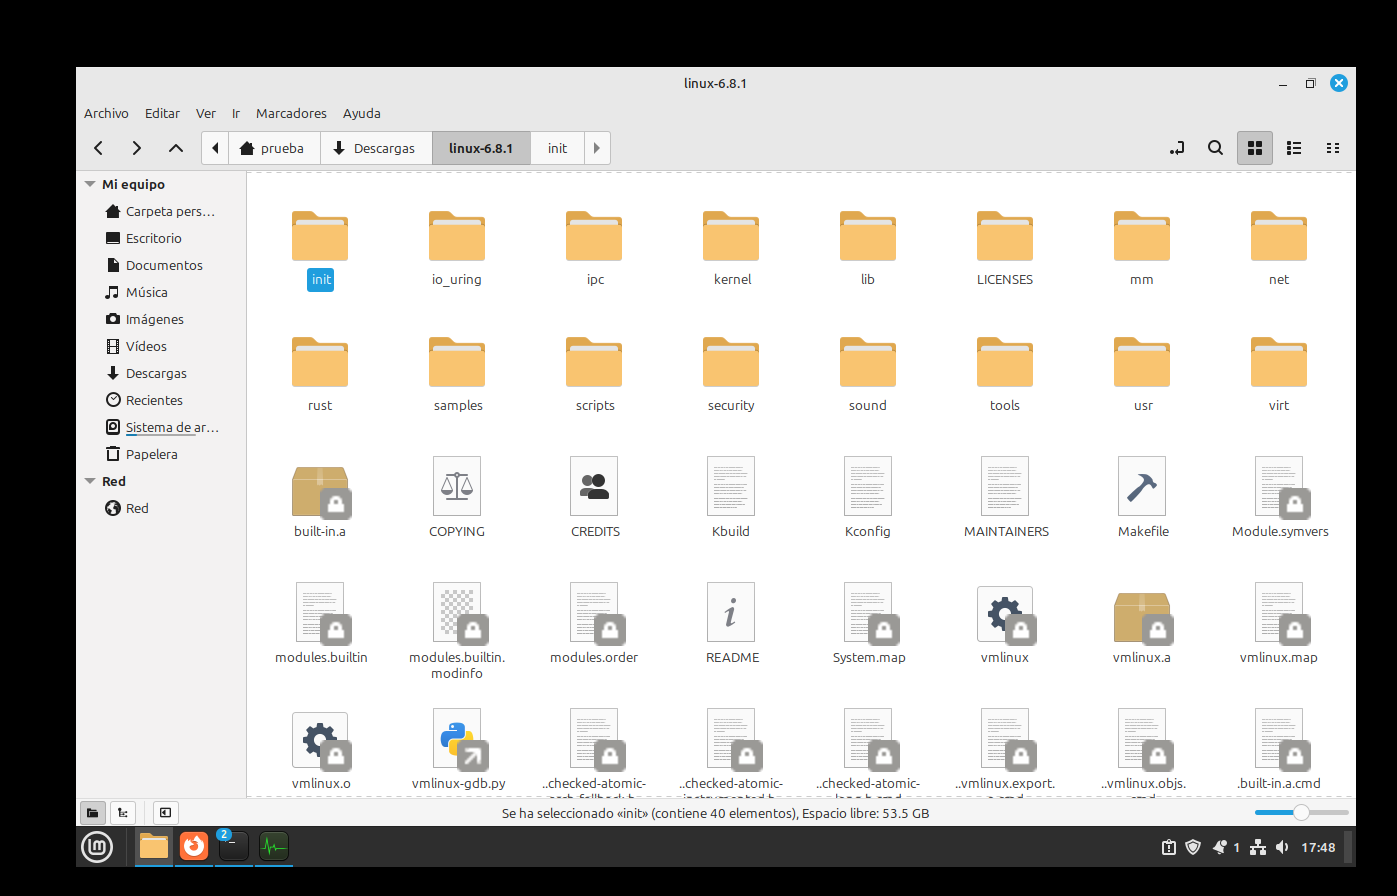 linux-6.8.1
Archivo Editar Ver Ir Marcadores Ayuda
prueba Descargas linux-6.8.1 init
Mi equipo
Carpeta pers...
Escritorio
Documentos
Música
Imágenes
Vídeos
Descargas
Recientes
Sistema de ar...
Papelera
Red
Red
init io_uring ipc kernel lib LICENSES mm net
rust samples scripts security sound tools usr virt
built-in.a COPYING CREDITS Kbuild Kconfig MAINTAINERS Makefile Module.symvers
modules.builtin modules.builtin. modules.order README System.map vmlinux vmlinux.a vmlinux.map
modinfo
vmlinux.o vmlinux-gdb.py ..checked-atomic- ..checked-atomic- ..checked-atomic- ..vmlinux.export. ..vmlinux.objs. .built-in.a.cmd
Se ha seleccionado «init» (contiene 40 elementos), Espacio libre: 53.5 GB
lm 2 1 17:48